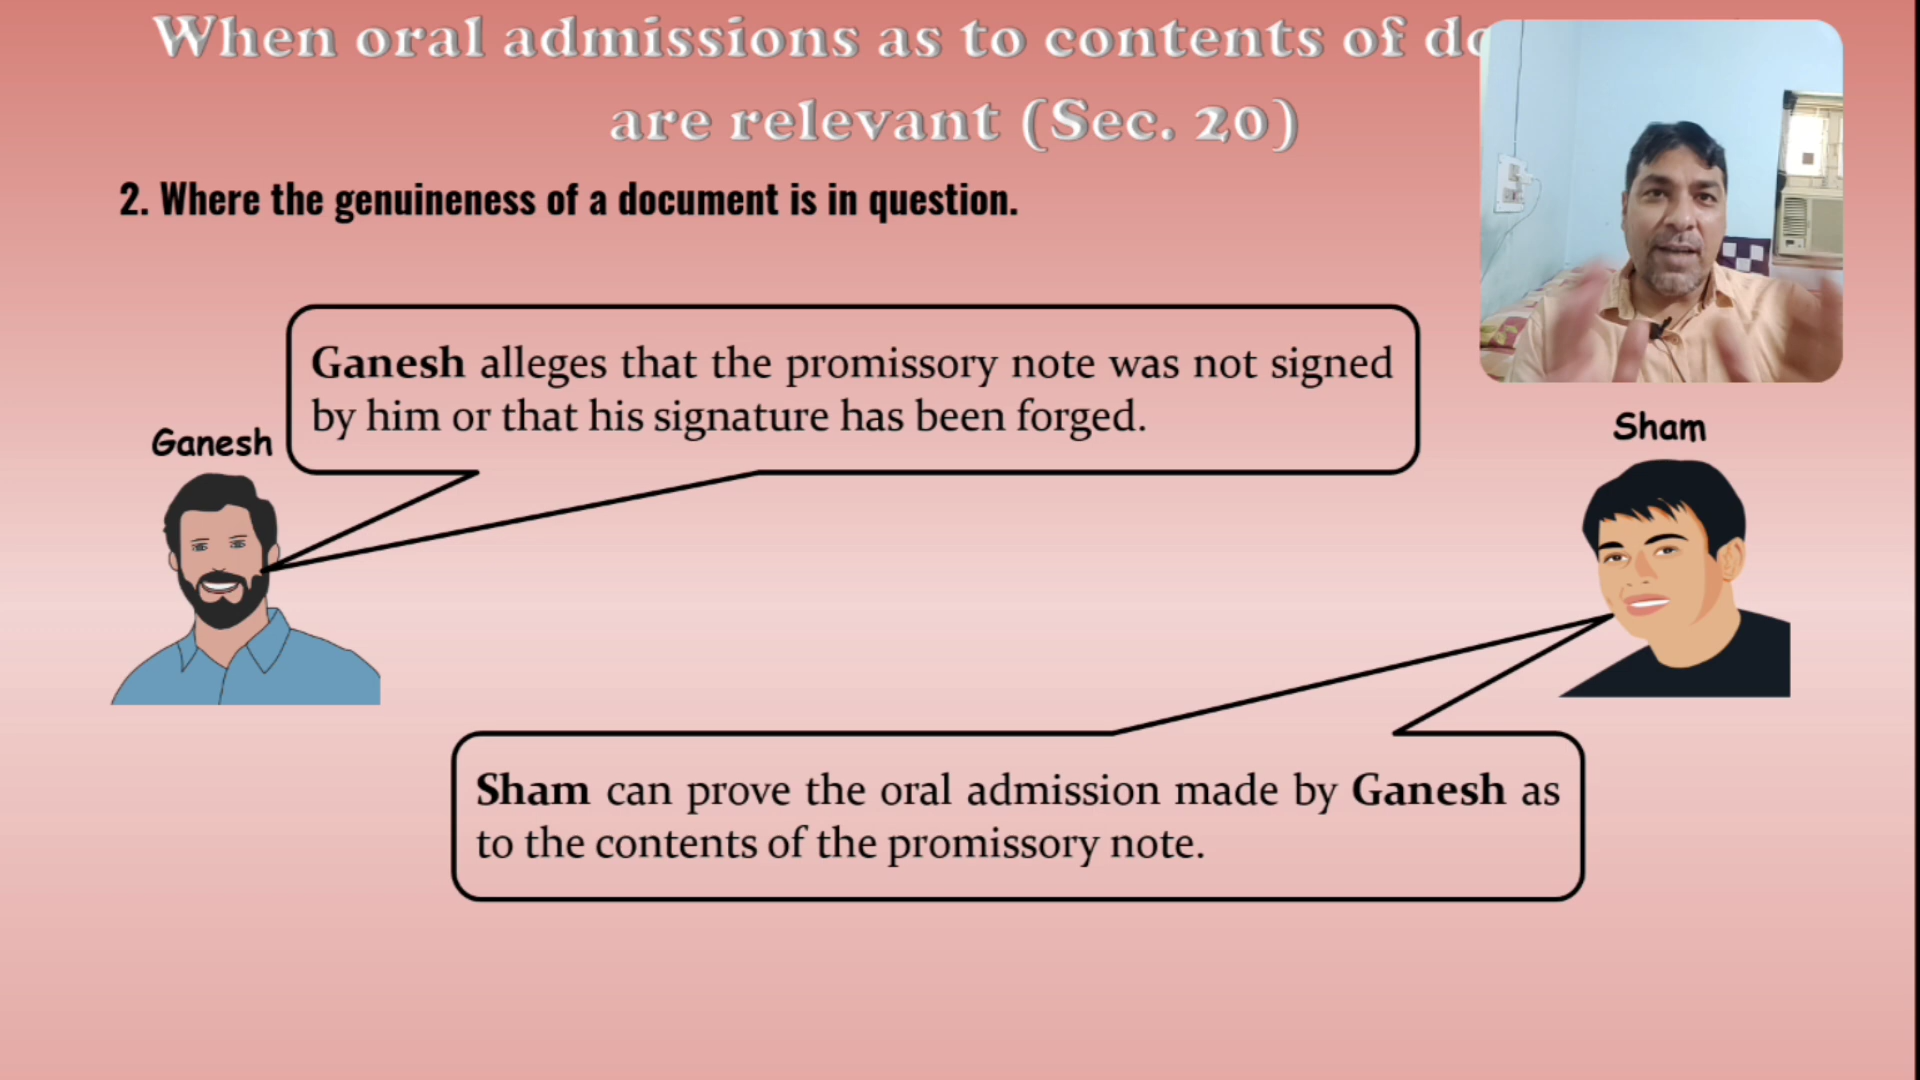 When oral admissions as to contents of
are relevant (Sec. 20)
2. Where the genuineness of a document is in question.
Ganesh alleges that the promissory note was not signed
by him or that his signature has been forged.
Ganesh
Sham
Sham can prove the oral admission made by Ganesh as
to the contents of the promissory note.